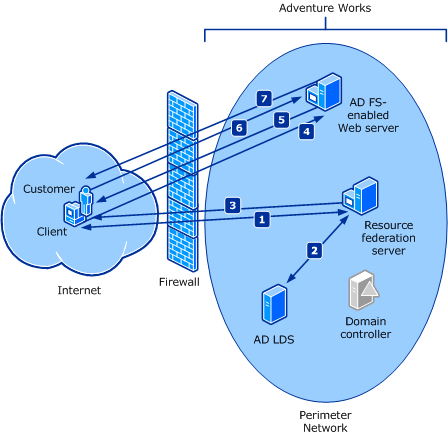 Adventure Works
7
6
5
4
AD FS-
enabled
Web server
Customer
Client
3
1
Resource
federation
server
2
Internet
Firewall
AD LDS
Domain
controller
Perimeter
Network